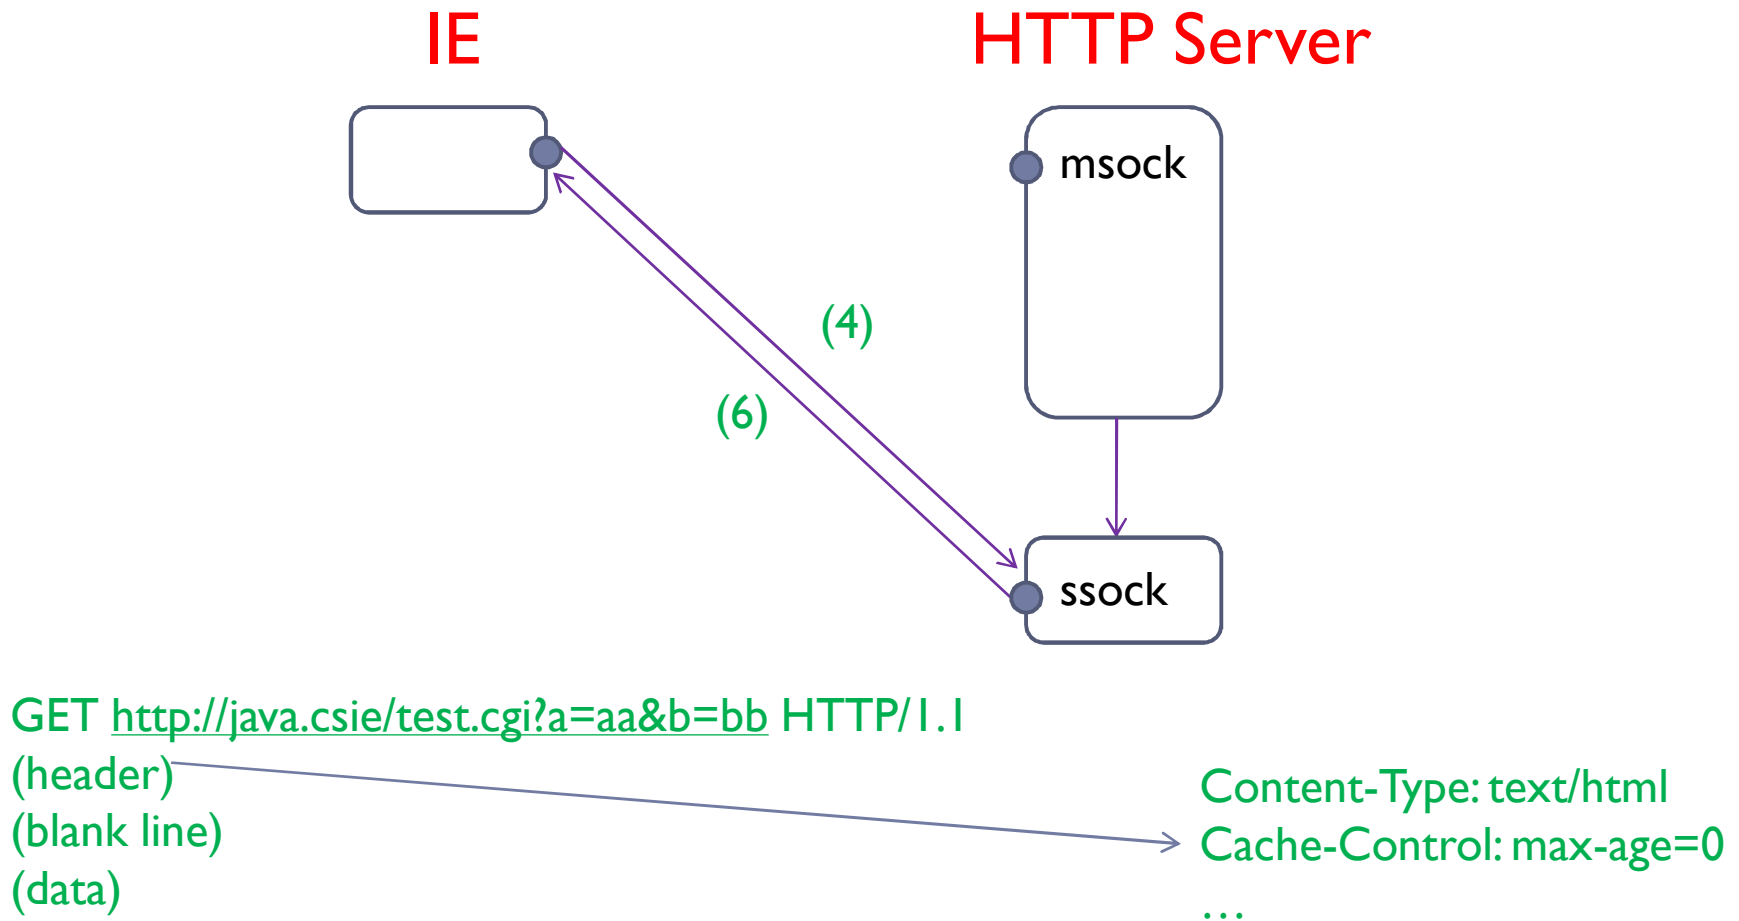 IE
HTTP Server
msock
(4)
(6)
ssock
GET http://java.csie/test.cgi?a=aa&b=bb HTTP/1.1
(header)
(blank line)
(data)
Content-Type: text/html
Cache-Control: max-age=0
…